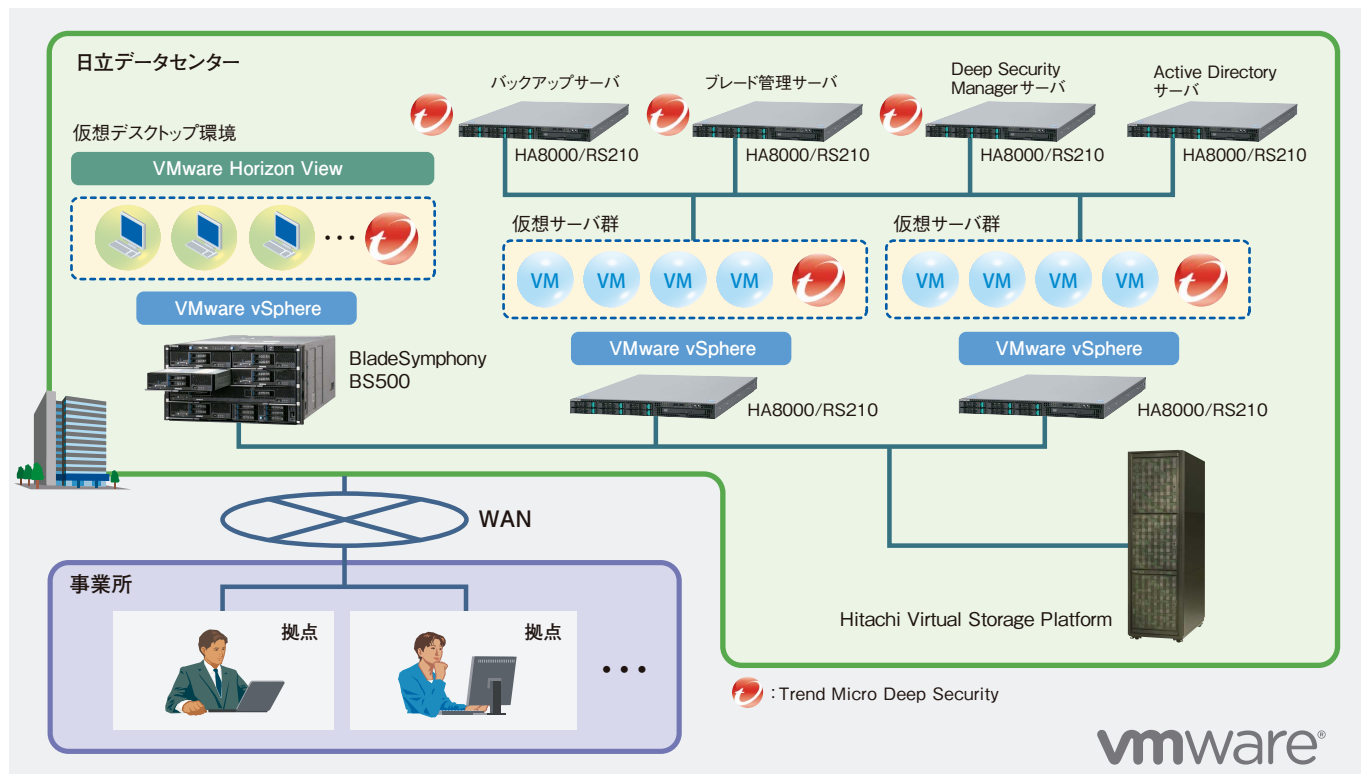 日立データセンター
バックアップサーバ
ブレード管理サーバ
Deep Security
Managerサーバ
Active Directory
サーバ
HA8000/RS210
HA8000/RS210
HA8000/RS210
HA8000/RS210
仮想デスクトップ環境
VMware Horizon View
仮想サーバ群
仮想サーバ群
VM
VM
VM
VM
VM
VM
VM
VM
VMware vSphere
VMware vSphere
VMware vSphere
BladeSymphony
BS500
HA8000/RS210
HA8000/RS210
WAN
事業所
拠点
拠点
Hitachi Virtual Storage Platform
:Trend Micro Deep Security
vmware®